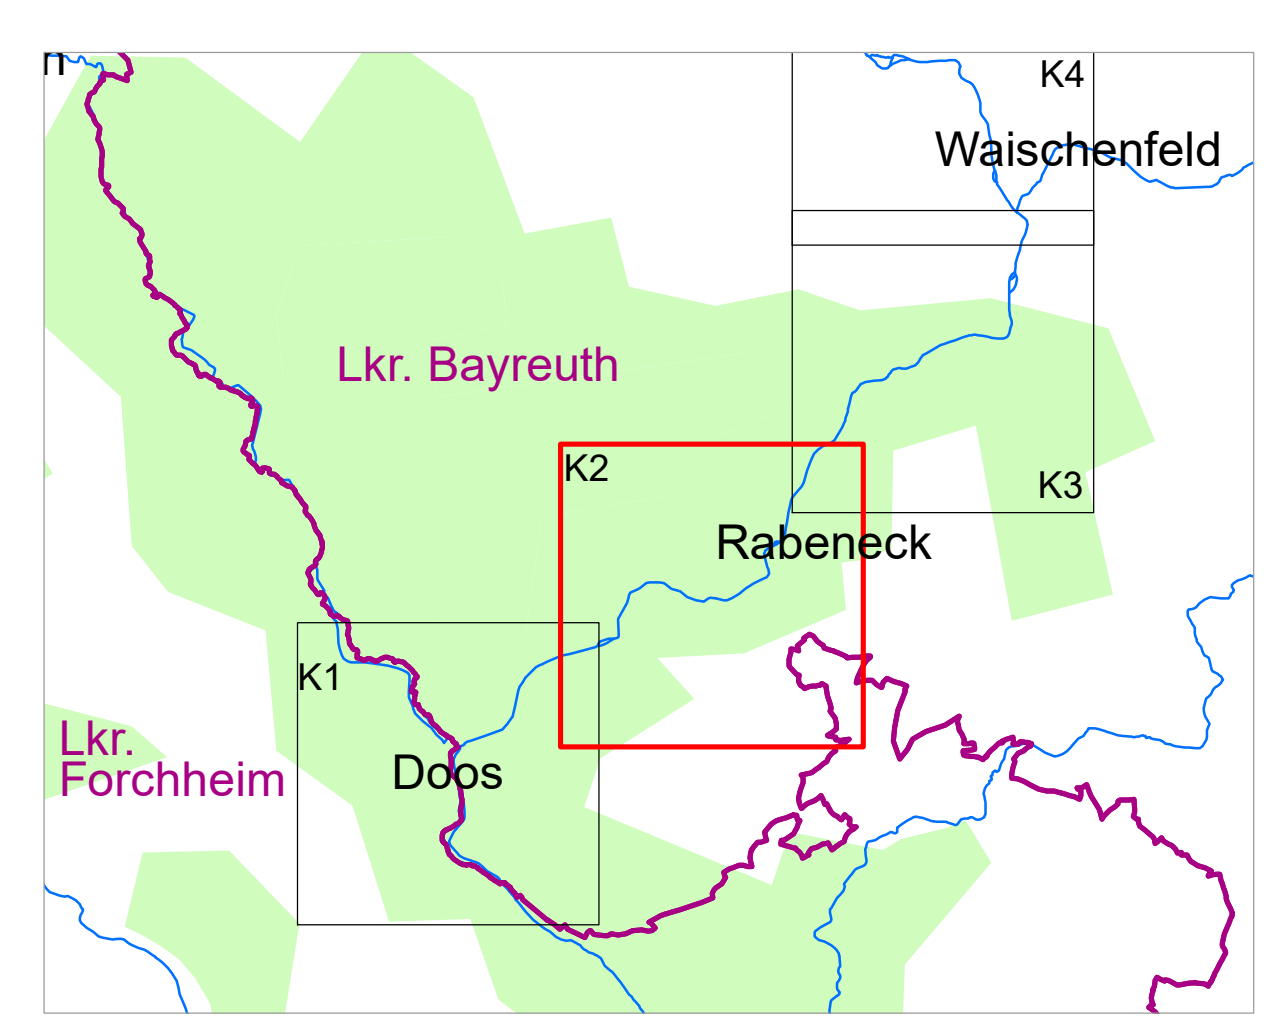 K4
Waischenfeld
Lkr. Bayreuth
K2
K3
Rabeneck
K1
Lkr.
Forchheim
Doos